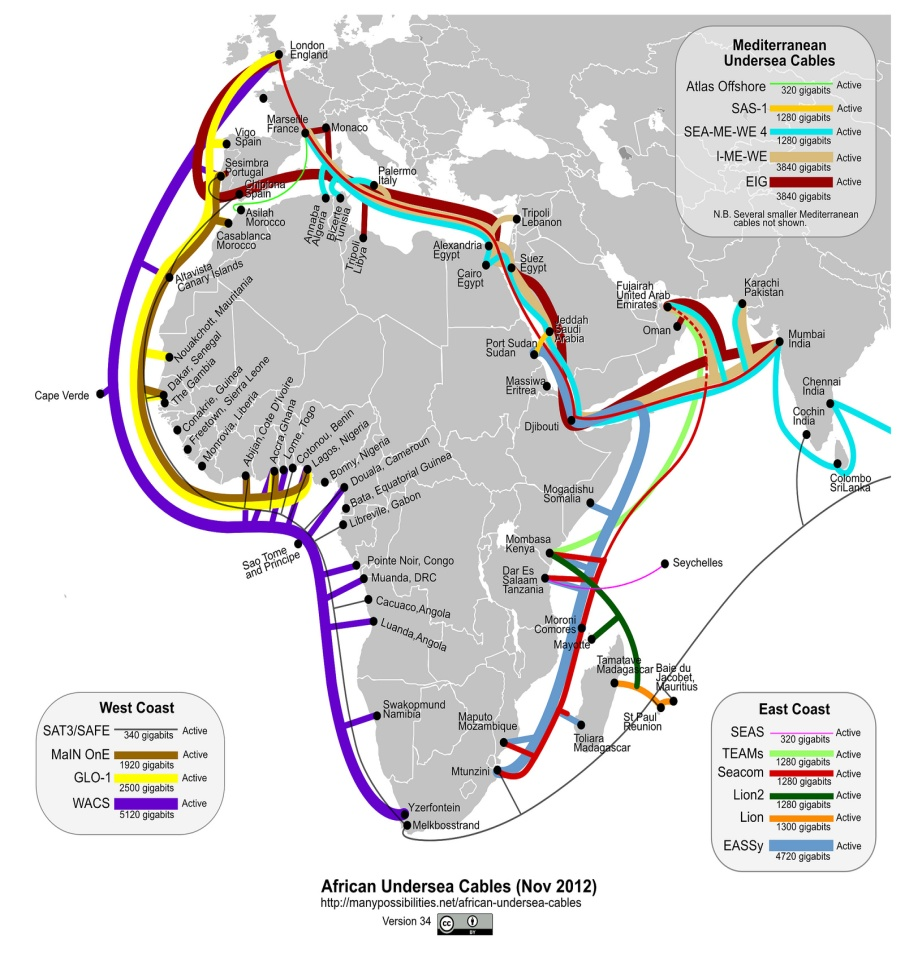 London
England
Marseille
France
Monaco
Vigo
Spain
Sesimbra
Portugal
Chipiona
Spain
Asilah
Morocco
Casablanca
Morocco
Palermo
Italy
Annaba
Algeria
Bizerte
Tunisia
Tripoli
Libya
Tripoli
Lebanon
Alexandria
Egypt
Cairo
Egypt
Suez
Egypt
Jeddah
Saudi
Arabia
Port Sudan
Sudan
Massiwa
Eritrea
Djibouti
Fujairah
United Arab
Emirates
Oman
Karachi
Pakistan
Mumbai
India
Chennai
India
Cochin
India
Colombo
SriLanka
Altavista
Canary Islands
Nouakchott, Mauritania
Dakar, Senegal
The Gambia
Cape Verde
Conakrie, Guinea
Freetown, Sierra Leone
Monrovia, Liberia
Abijan,Cote D'Ivoire
Accra,Ghana
Lome, Togo
Cotonou, Benin
Lagos, Nigeria
Bonny, Nigeria
Douala, Cameroun
Bata, Equatorial Guinea
Libreville, Gabon
Sao Tome
and Principe
Pointe Noir, Congo
Muanda, DRC
Cacuaco,Angola
Luanda,Angola
Swakopmund
Namibia
Yzerfontein
Melkbosstrand
Mogadishu
Somalia
Mombasa
Kenya
Dar Es
Salaam
Tanzania
Seychelles
Moroni
Comores
Mayotte
Tamatave
Madagascar
Baie du
Jacobet,
Mauritius
St Paul
Reunion
Toliara
Madagascar
Maputo
Mozambique
Mtunzini
Mediterranean
Undersea Cables
Atlas Offshore 320 gigabits Active
SAS-1 1280 gigabits Active
SEA-ME-WE 4 1280 gigabits Active
I-ME-WE 3840 gigabits Active
EIG 3840 gigabits Active
N.B. Several smaller Mediterranean
cables not shown.
West Coast
SAT3/SAFE 340 gigabits Active
MaIN OnE 1920 gigabits Active
GLO-1 2500 gigabits Active
WACS 5120 gigabits Active
East Coast
SEAS 320 gigabits Active
TEAMs 1280 gigabits Active
Seacom 1280 gigabits Active
Lion2 1280 gigabits Active
Lion 1300 gigabits Active
EASSy 4720 gigabits Active
African Undersea Cables (Nov 2012)
http://manypossibilities.net/african-undersea-cables
Version 34
cc BY